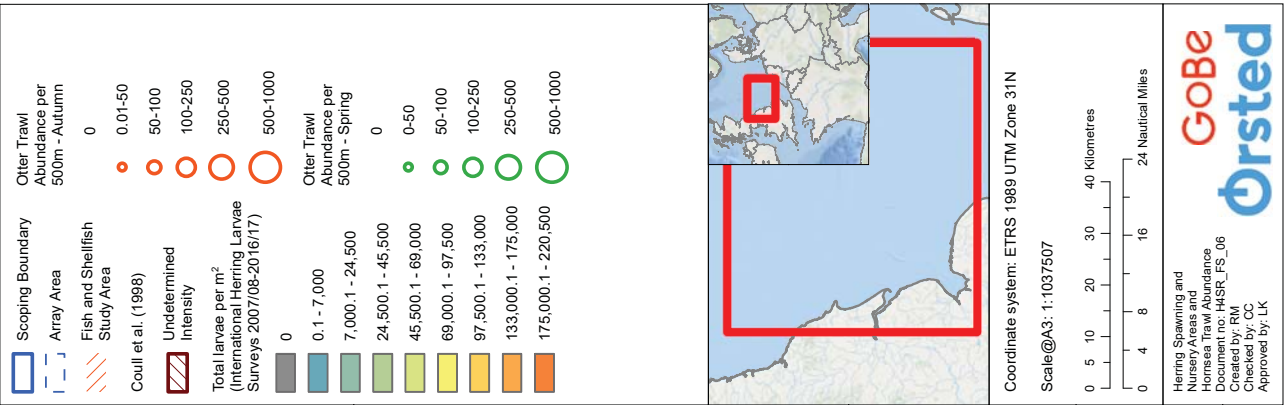 Scoping Boundary
Array Area
Fish and Shellfish
Study Area
Coull et al. (1998)
Undetermined
Intensity
Total larvae per m²
(International Herring Larvae
Surveys 2007/08-2016/17)
0
0.1 - 7,000
7,000.1 - 24,500
24,500.1 - 45,500
45,500.1 - 69,000
69,000.1 - 97,500
97,500.1 - 133,000
133,000.1 - 175,000
175,000.1 - 220,500
Otter Trawl
Abundance per
500m - Autumn
0
0.01-50
50-100
100-250
250-500
500-1000
Otter Trawl
Abundance per
500m - Spring
0
0-50
50-100
100-250
250-500
500-1000
Coordinate system: ETRS 1989 UTM Zone 31N
Scale@A3: 1:1037507
0 5 10 20 30 40 Kilometres
0 4 8 16 24 Nautical Miles
Herring Spawning and
Nursery Areas and
Hornsea Trawl Abundance
Document no: H4SR_FS_06
Created by: RM
Checked by: CC
Approved by: LK
GoBe
Orsted